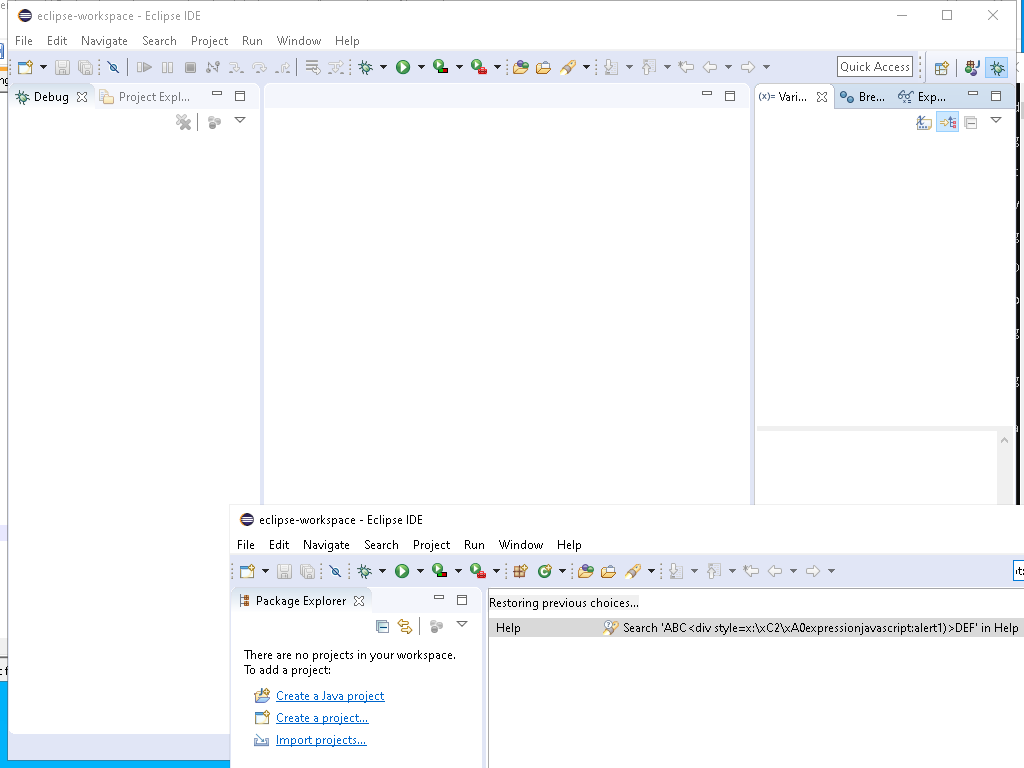 eclipse-workspace - Eclipse IDE
File Edit Navigate Search Project Run Window Help
Quick Access
Debug Project Expl... (x)= Vari... Bre... Exp...
eclipse-workspace - Eclipse IDE
File Edit Navigate Search Project Run Window Help
Package Explorer
Restoring previous choices...
Help Search 'ABC<div style=x:\xC2\xA0expressionjavascript:alert1)>DEF' in Help
There are no projects in your workspace.
To add a project:
Create a Java project
Create a project...
Import projects...